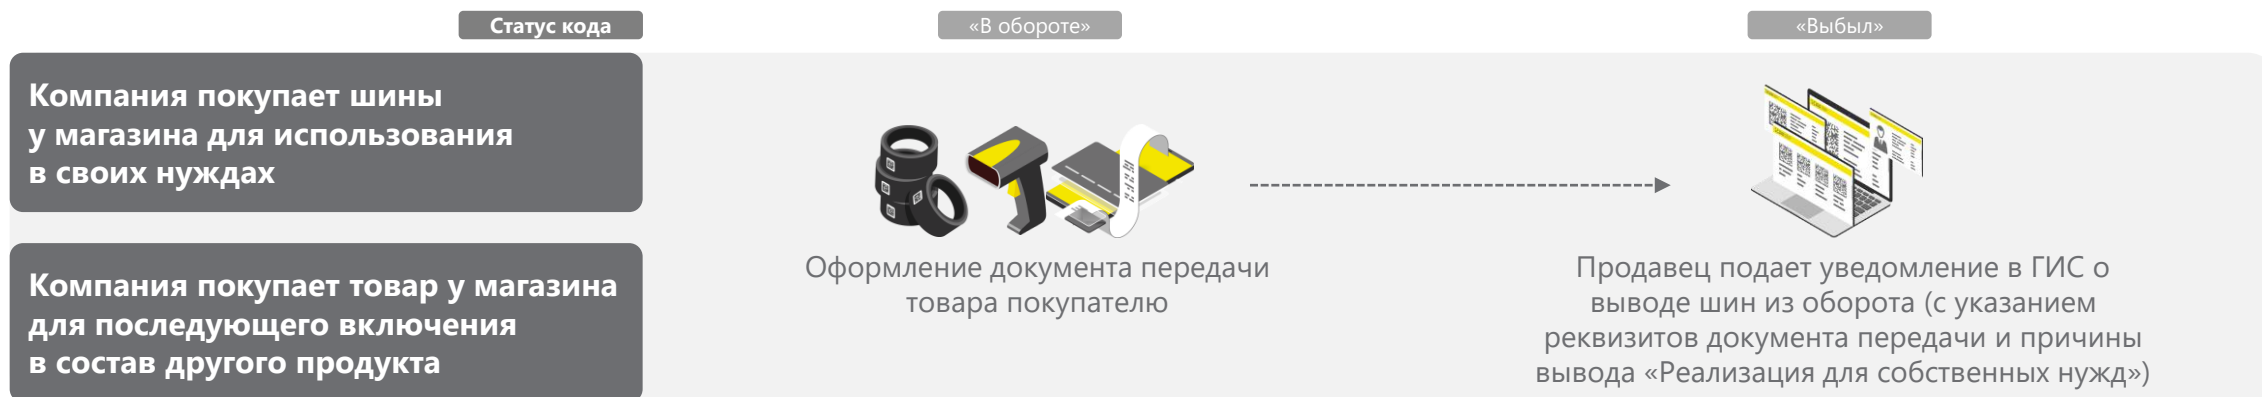 Статус кода
«В обороте»
«Выбыл»
Компания покупает шины
у магазина для использования
в своих нуждах
Компания покупает товар у магазина
для последующего включения
в состав другого продукта
Оформление документа передачи
товара покупателю
Продавец подает уведомление в ГИС о
выводе шин из оборота (с указанием
реквизитов документа передачи и причины
вывода «Реализация для собственных нужд»)